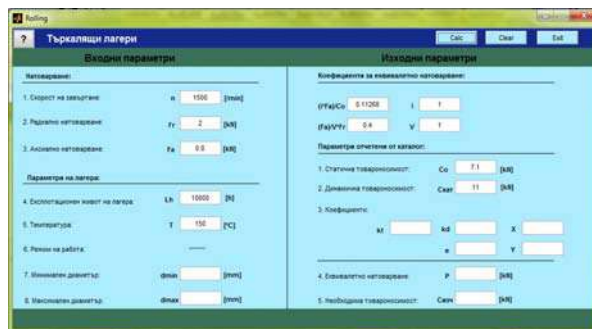 Rolling
? Търкалящи лагери Calc Clear Exit
Входни параметри
Натоварване:
1. Скорост на завъртане: n 1500 [/min]
2. Радиално натоварване: Fr 2 [kN]
3. Аксиално натоварване: Fa 0.8 [kN]
Параметри на лагера:
4. Експлотационен живот на лагера: Lh 10000 [h]
5. Температура: T 150 [°C]
6. Режим на работа: -----
7. Минимален диаметър: dmin [mm]
8. Максимален диаметър: dmax [mm]
Изходни параметри
Коефициенти за еквивалентно натоварване:
(i*Fa)/Co 0.11268 i 1
(Fa)/V*Fr 0.4 V 1
Параметри отчетени от каталог:
1. Статична товароносимост: Co 7.1 [kN]
2. Динамична товароносимост: Cкат 11 [kN]
3. Коефициенти:
kt kd X
e Y
4. Еквивалетно натоварване: P [kN]
5. Необходима товароносимост: Cизч [kN]